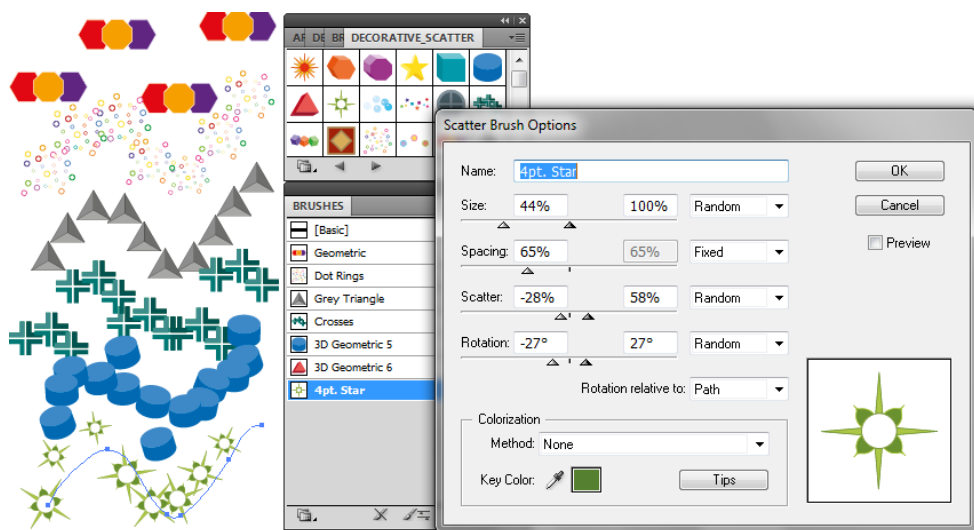 DECORATIVE_SCATTER
BRUSHES
[Basic]
Geometric
Dot Rings
Grey Triangle
Crosses
3D Geometric 5
3D Geometric 6
4pt. Star
Scatter Brush Options
Name: 4pt. Star
Size: 44% 100% Random
Spacing: 65% 65% Fixed
Scatter: -28% 58% Random
Rotation: -27° 27° Random
Rotation relative to: Path
Colorization
Method: None
Key Color: Tips
OK
Cancel
Preview